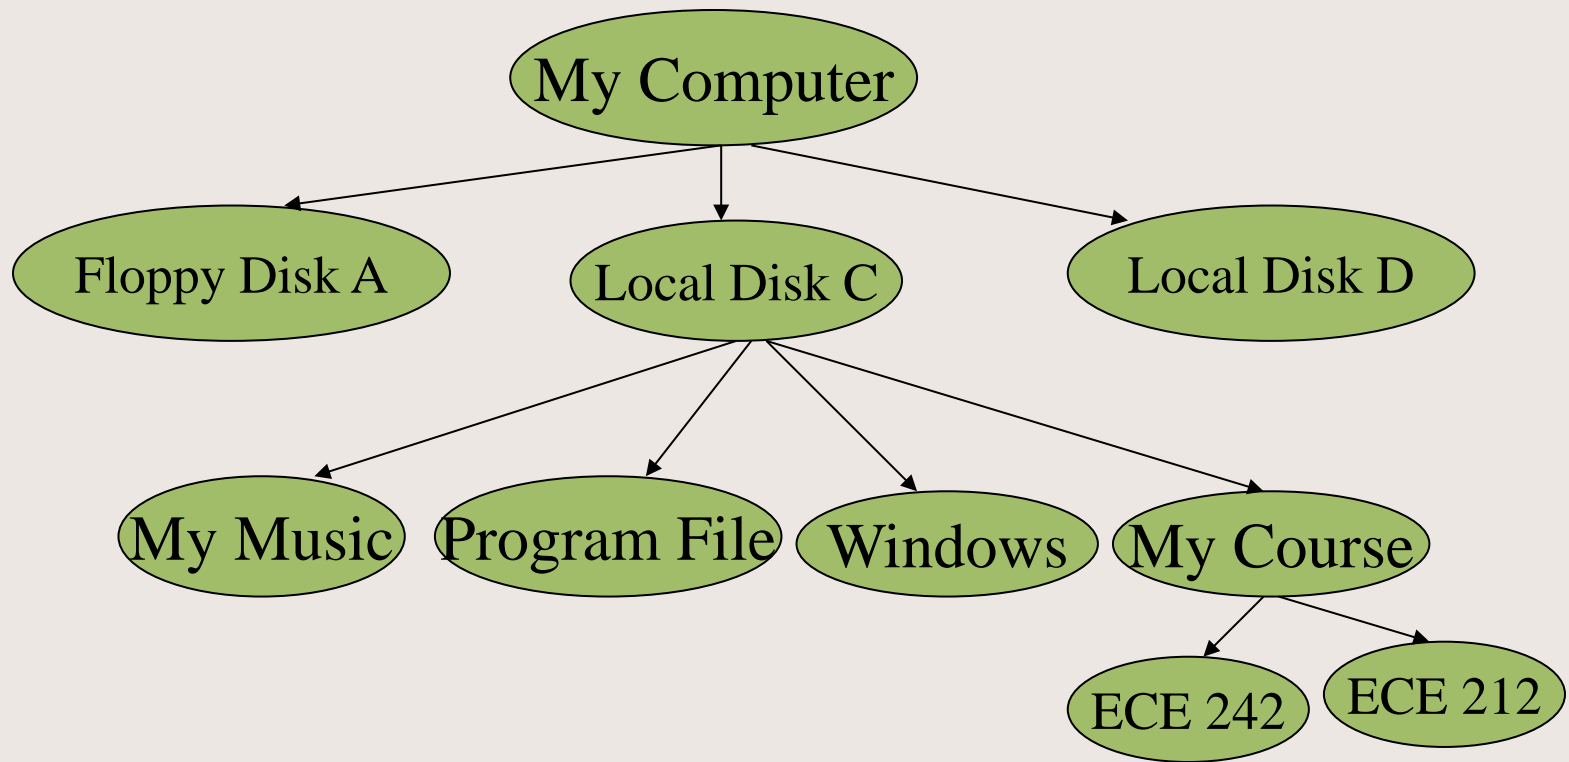 My Computer
Floppy Disk A
Local Disk C
Local Disk D
My Music
Program File
Windows
My Course
ECE 242
ECE 212